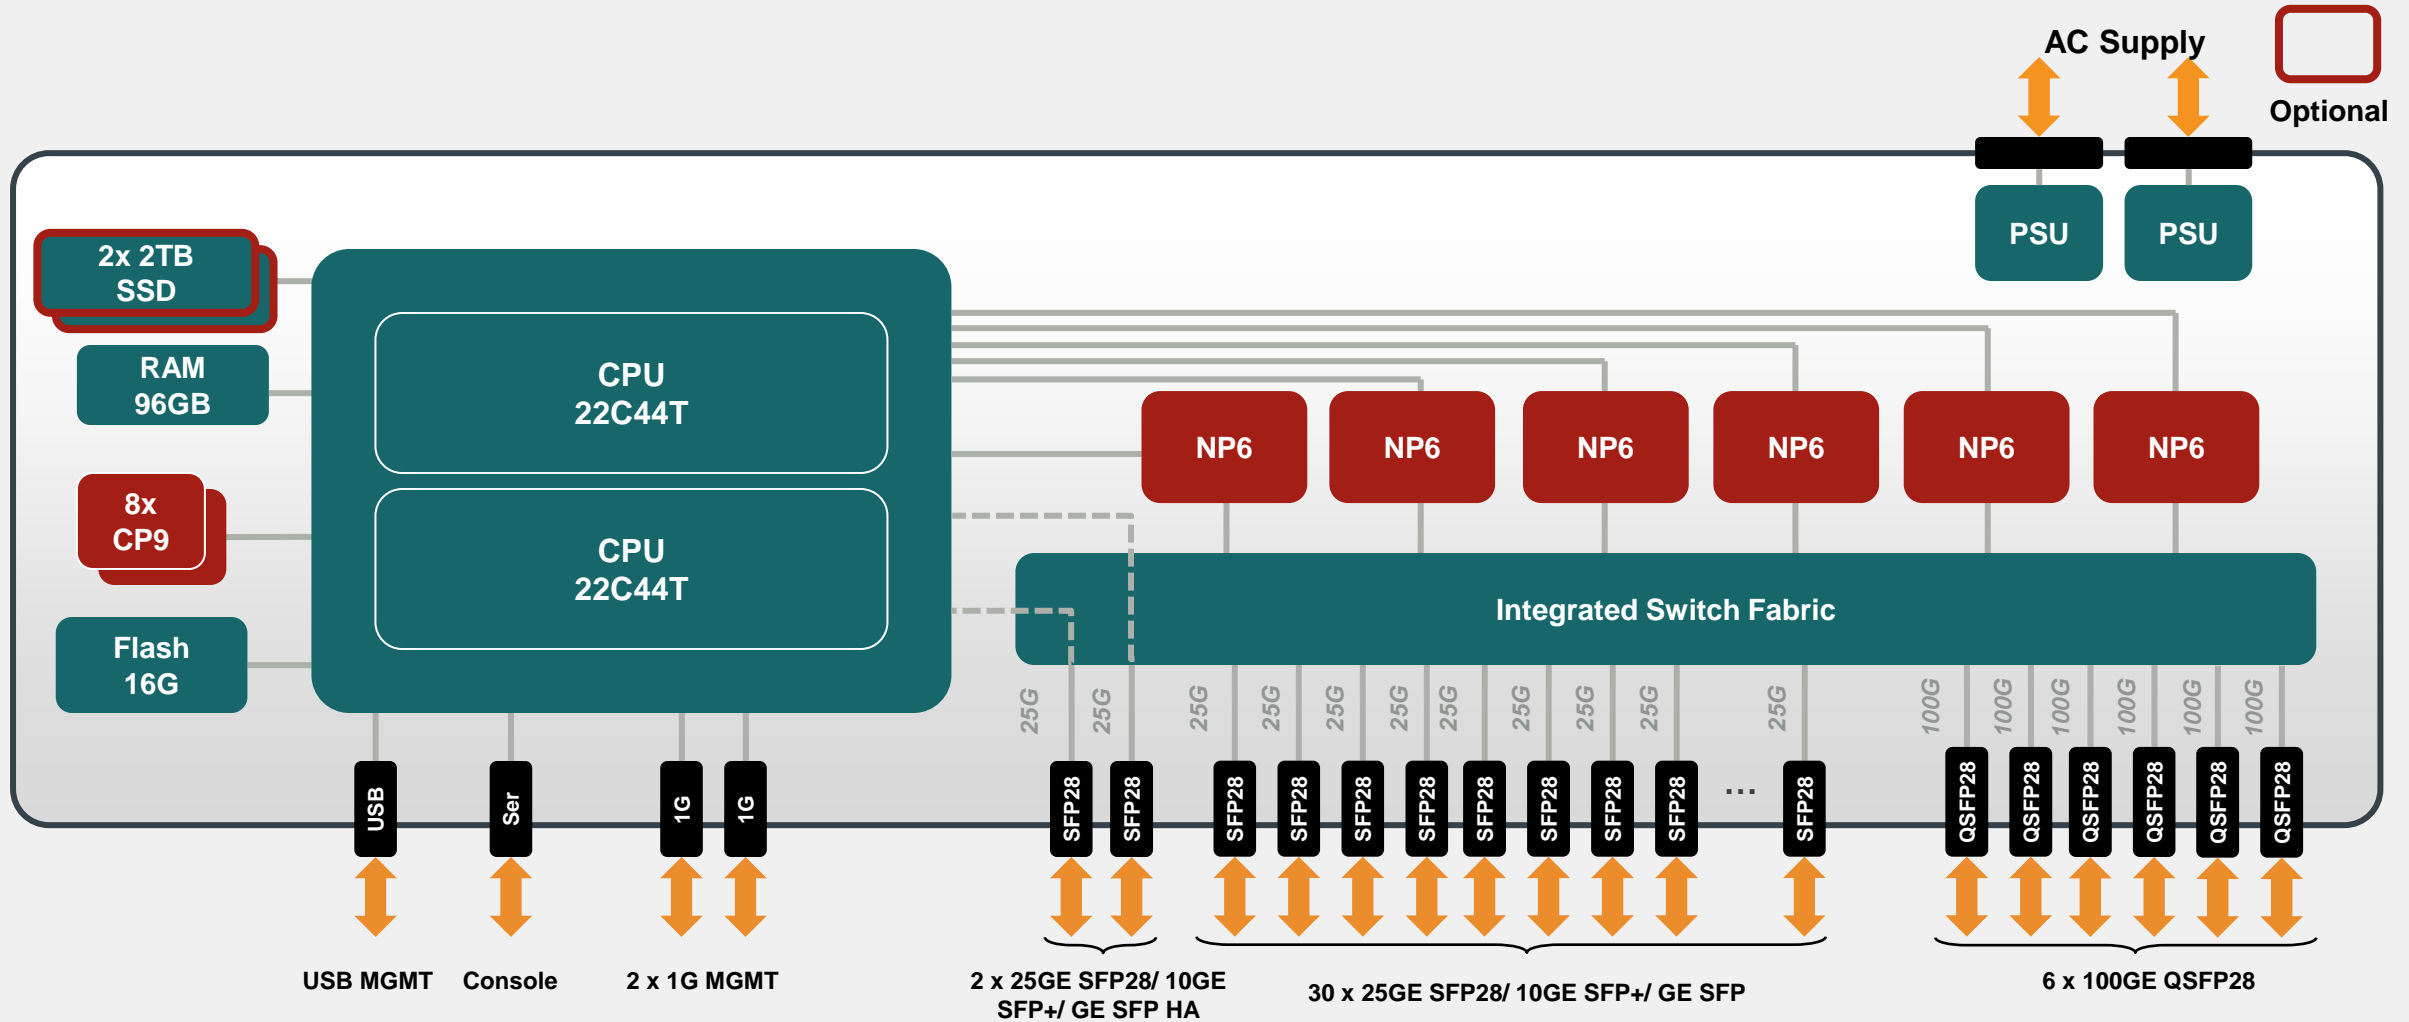 AC Supply
Optional
PSU
PSU
2x 2TB
SSD
RAM
96GB
8x
CP9
Flash
16G
CPU
22C44T
CPU
22C44T
NP6
NP6
NP6
NP6
NP6
NP6
Integrated Switch Fabric
25G
25G
25G
25G
25G
25G
25G
25G
25G
25G
25G
100G
100G
100G
100G
100G
100G
USB
Ser
1G
1G
SFP28
SFP28
SFP28
SFP28
SFP28
SFP28
SFP28
SFP28
SFP28
SFP28
...
SFP28
QSFP28
QSFP28
QSFP28
QSFP28
QSFP28
QSFP28
USB MGMT
Console
2 x 1G MGMT
2 x 25GE SFP28/ 10GE
SFP+/ GE SFP HA
30 x 25GE SFP28/ 10GE SFP+/ GE SFP
6 x 100GE QSFP28